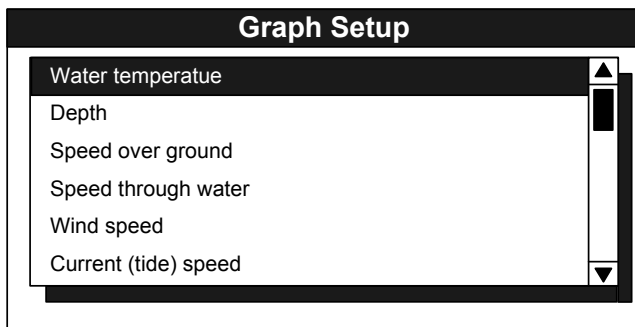 Graph Setup
Water temperatue
Depth
Speed over ground
Speed through water
Wind speed
Current (tide) speed